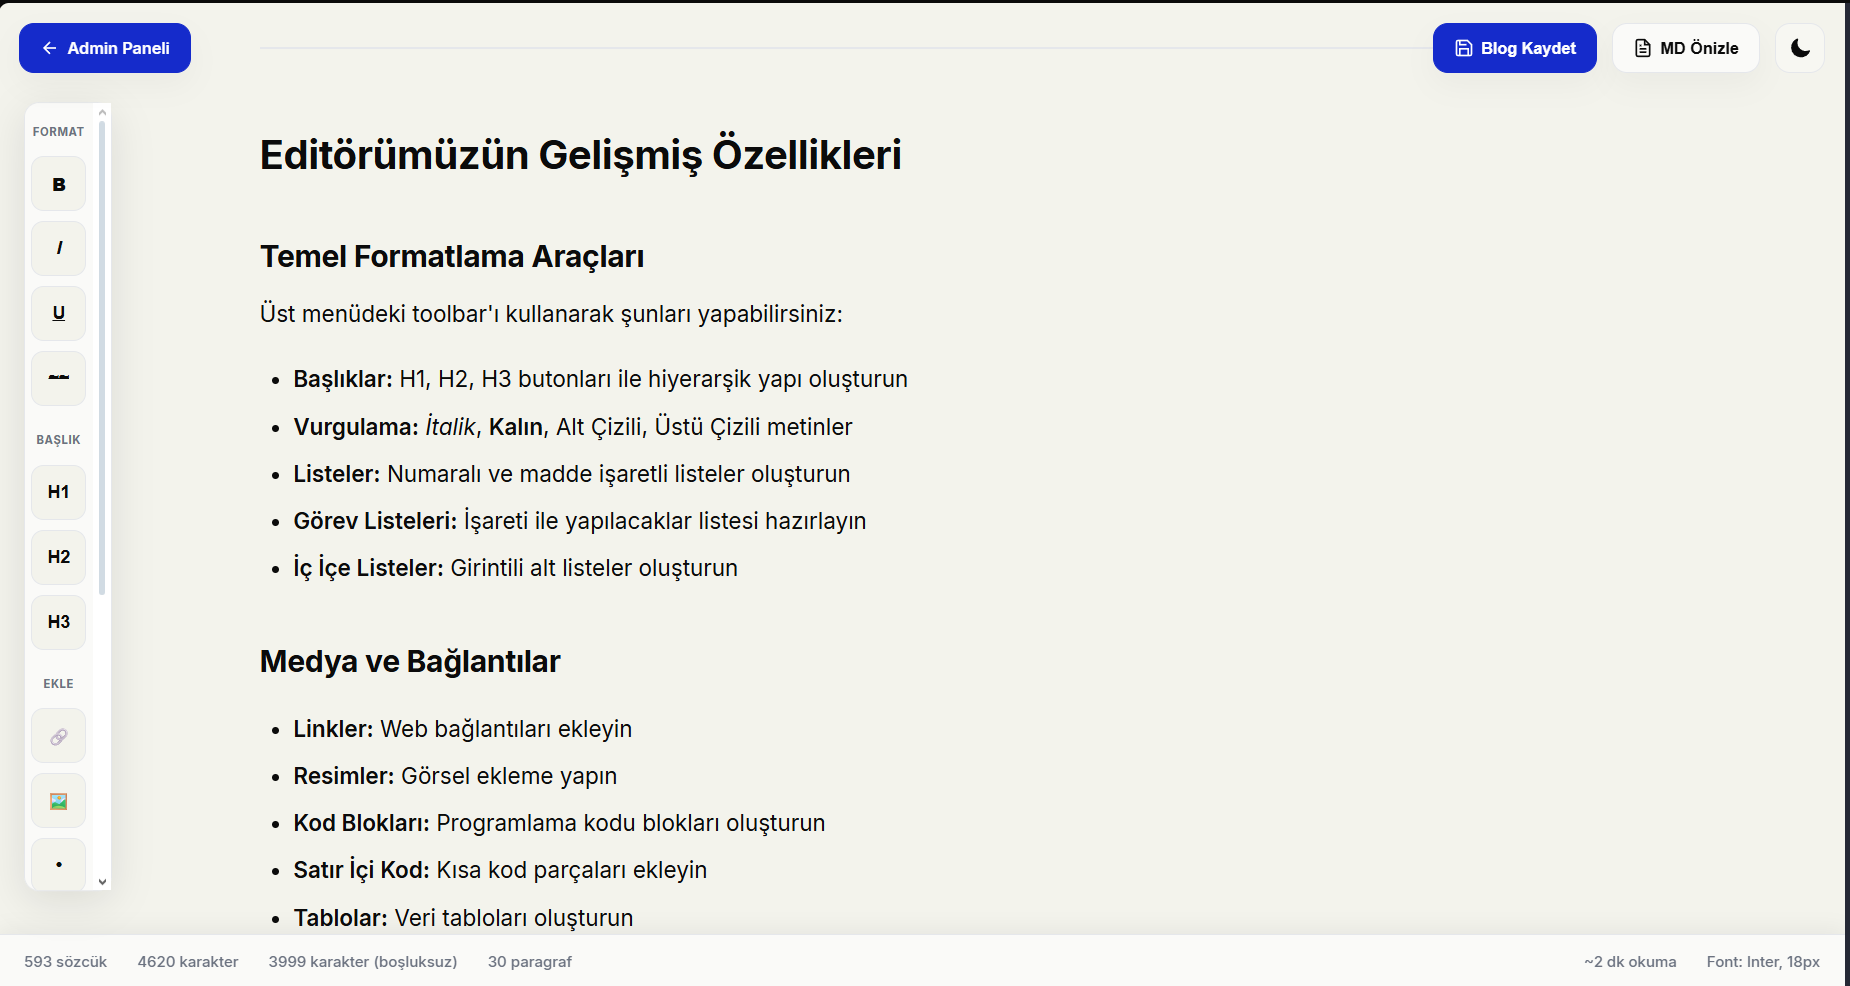 Admin Paneli
Blog Kaydet
MD Önizle
FORMAT
B
I
U
BAŞLIK
H1
H2
H3
EKLE
Editörümüzün Gelişmiş Özellikleri
Temel Formatlama Araçları
Üst menüdeki toolbar'ı kullanarak şunları yapabilirsiniz:
• Başlıklar: H1, H2, H3 butonları ile hiyerarşik yapı oluşturun
• Vurgulama: İtalik, Kalın, Alt Çizili, Üstü Çizili metinler
• Listeler: Numaralı ve madde işaretli listeler oluşturun
• Görev Listeleri: İşareti ile yapılacaklar listesi hazırlayın
• İç İçe Listeler: Girintili alt listeler oluşturun
Medya ve Bağlantılar
• Linkler: Web bağlantıları ekleyin
• Resimler: Görsel ekleme yapın
• Kod Blokları: Programlama kodu blokları oluşturun
• Satır İçi Kod: Kısa kod parçaları ekleyin
• Tablolar: Veri tabloları oluşturun
593 sözcük
4620 karakter
3999 karakter (boşluksuz)
30 paragraf
~2 dk okuma
Font: Inter, 18px